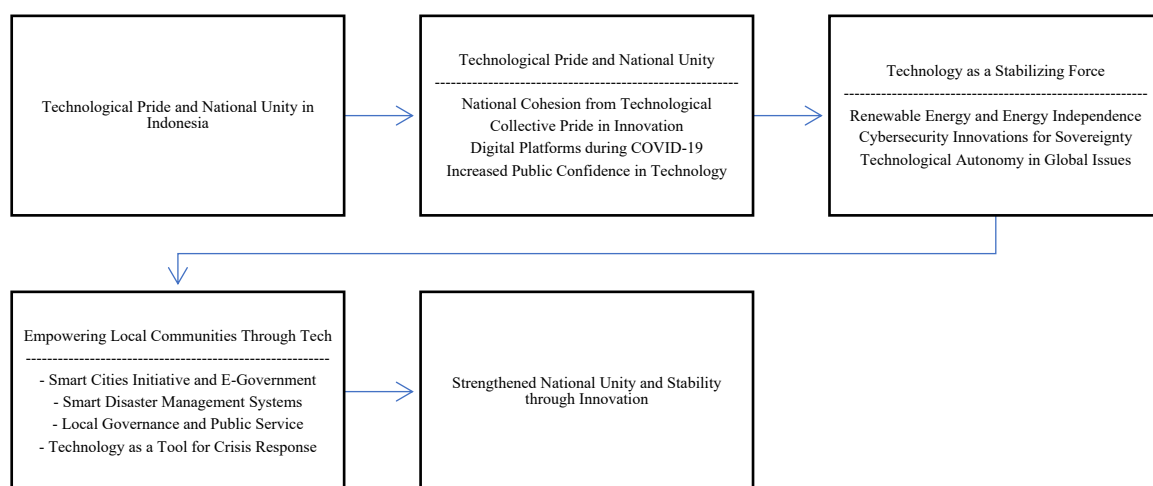 Technological Pride and National Unity in
Indonesia
Technological Pride and National Unity
---------------------------------------------------------
National Cohesion from Technological
Collective Pride in Innovation
Digital Platforms during COVID-19
Increased Public Confidence in Technology
Technology as a Stabilizing Force
---------------------------------------------------------
Renewable Energy and Energy Independence
Cybersecurity Innovations for Sovereignty
Technological Autonomy in Global Issues
Empowering Local Communities Through Tech
---------------------------------------------------------
- Smart Cities Initiative and E-Government
- Smart Disaster Management Systems
- Local Governance and Public Service
- Technology as a Tool for Crisis Response
Strengthened National Unity and Stability
through Innovation